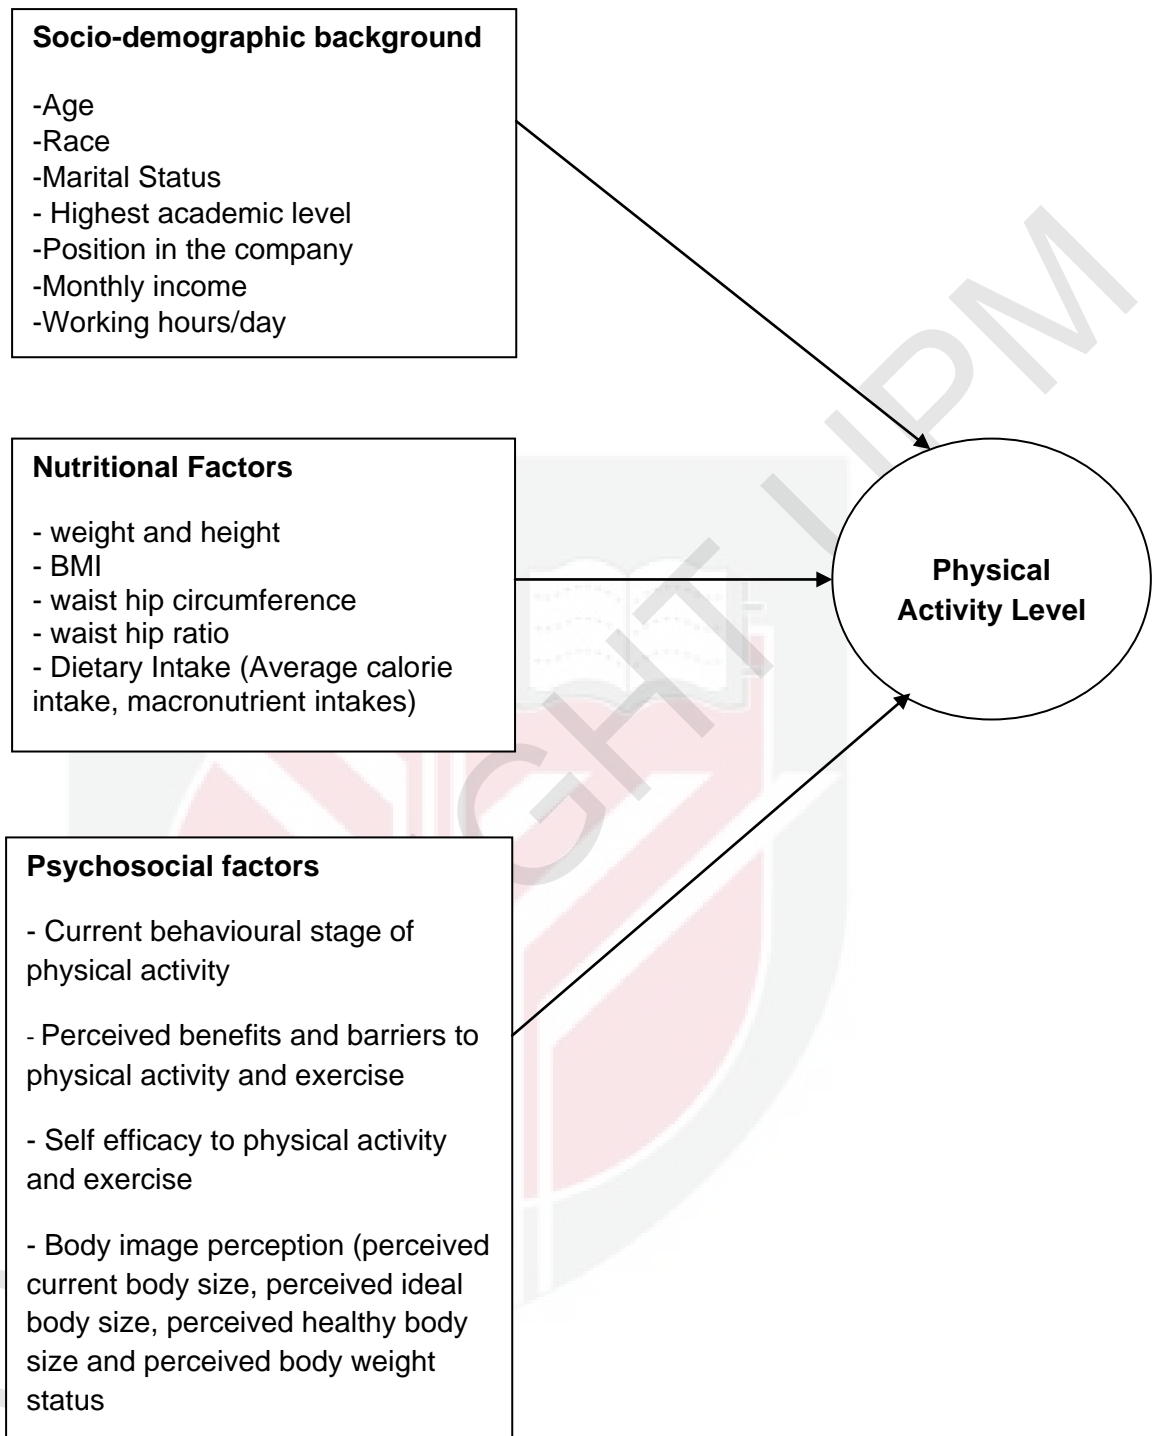 Socio-demographic background
-Age
-Race
-Marital Status
- Highest academic level
-Position in the company
-Monthly income
-Working hours/day
Nutritional Factors
- weight and height
- BMI
- waist hip circumference
- waist hip ratio
- Dietary Intake (Average calorie
intake, macronutrient intakes)
Physical
Activity Level
Psychosocial factors
- Current behavioural stage of
physical activity
- Perceived benefits and barriers to
physical activity and exercise
- Self efficacy to physical activity
and exercise
- Body image perception (perceived
current body size, perceived ideal
body size, perceived healthy body
size and perceived body weight
status
GHT UPM